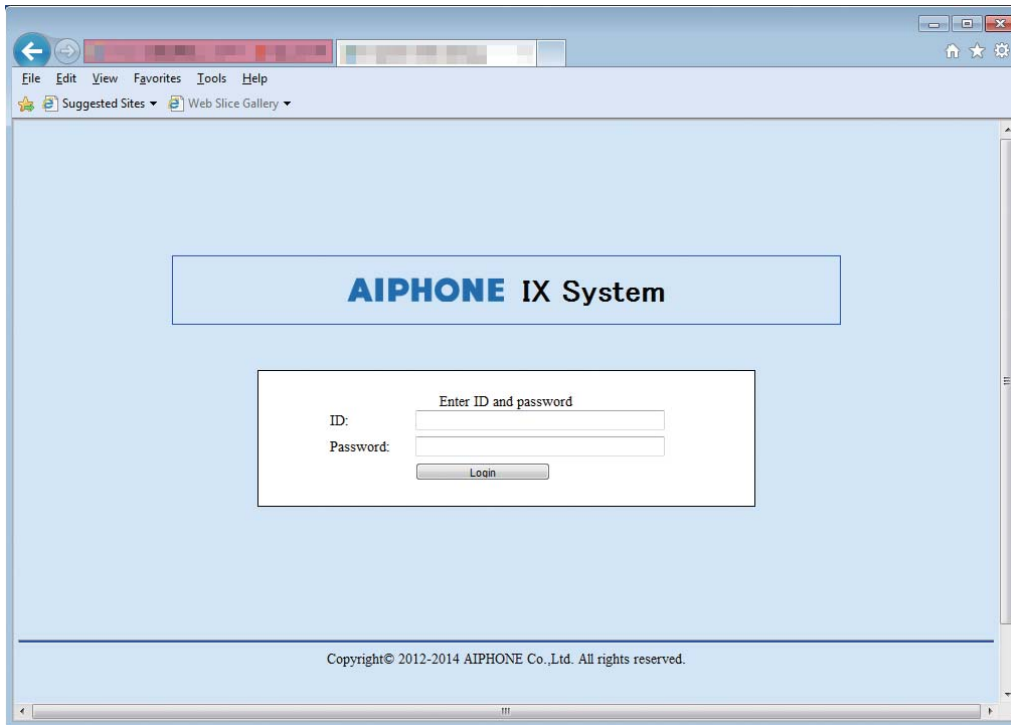 File Edit View Favorites Tools Help
Suggested Sites Web Slice Gallery
AIPHONE IX System
Enter ID and password
ID:
Password:
Login
Copyright© 2012-2014 AIPHONE Co.,Ltd. All rights reserved.